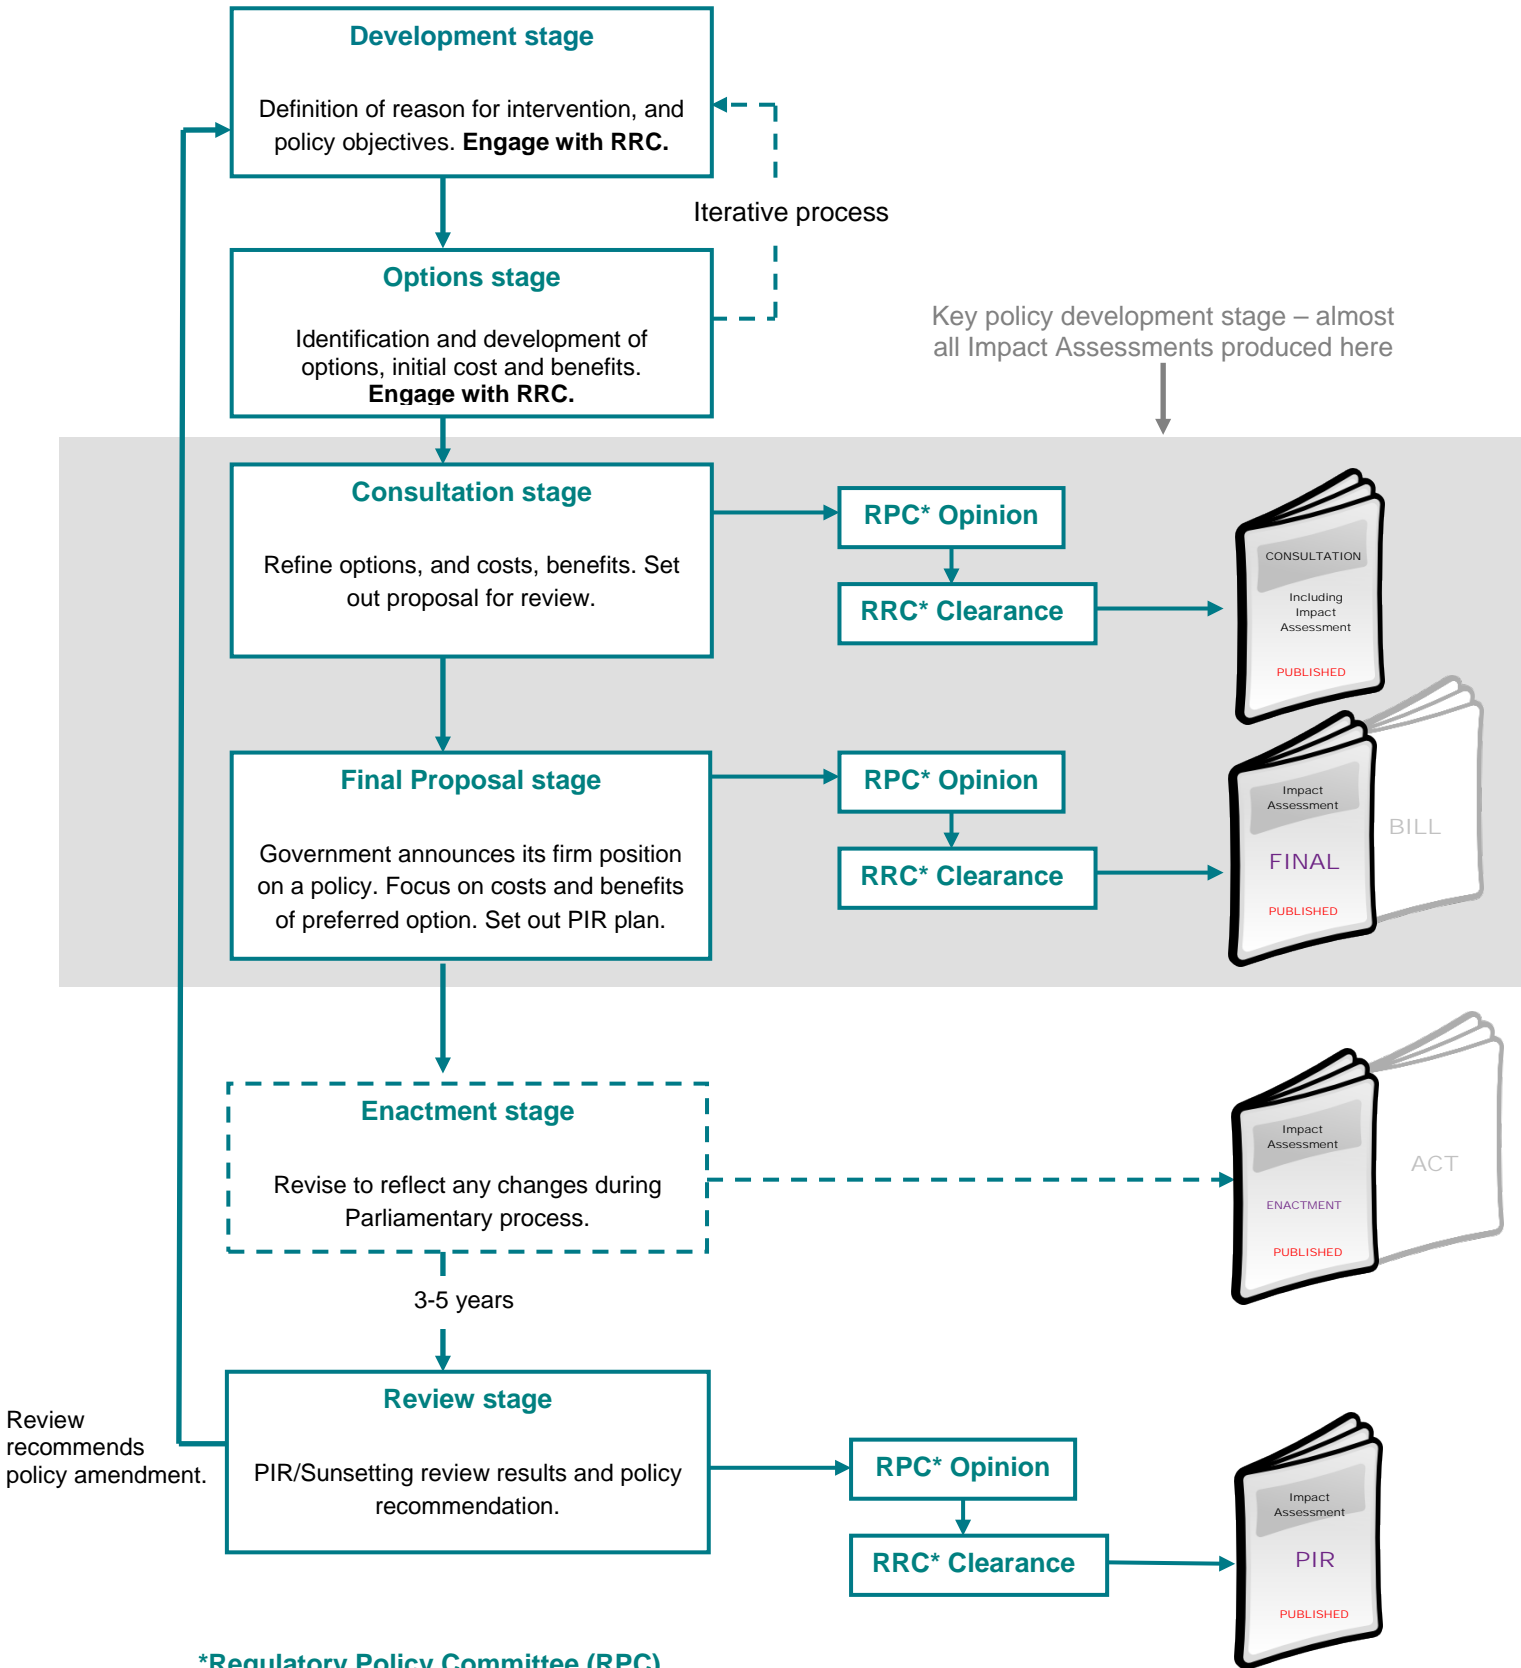 Development stage
Definition of reason for intervention, and
policy objectives. Engage with RRC.
Iterative process
Options stage
Identification and development of
options, initial cost and benefits.
Engage with RRC.
Key policy development stage – almost
all Impact Assessments produced here
Consultation stage
Refine options, and costs, benefits. Set
out proposal for review.
RPC* Opinion
RRC* Clearance
CONSULTATION
Including
Impact
Assessment
PUBLISHED
Final Proposal stage
Government announces its firm position
on a policy. Focus on costs and benefits
of preferred option. Set out PIR plan.
RPC* Opinion
RRC* Clearance
Impact
Assessment
FINAL
PUBLISHED
BILL
Enactment stage
Revise to reflect any changes during
Parliamentary process.
Impact
Assessment
ENACTMENT
PUBLISHED
ACT
3-5 years
Review stage
PIR/Sunsetting review results and policy
recommendation.
Review
recommends
policy amendment.
RPC* Opinion
RRC* Clearance
Impact
Assessment
PIR
PUBLISHED
*Regulatory Policy Committee (RPC)